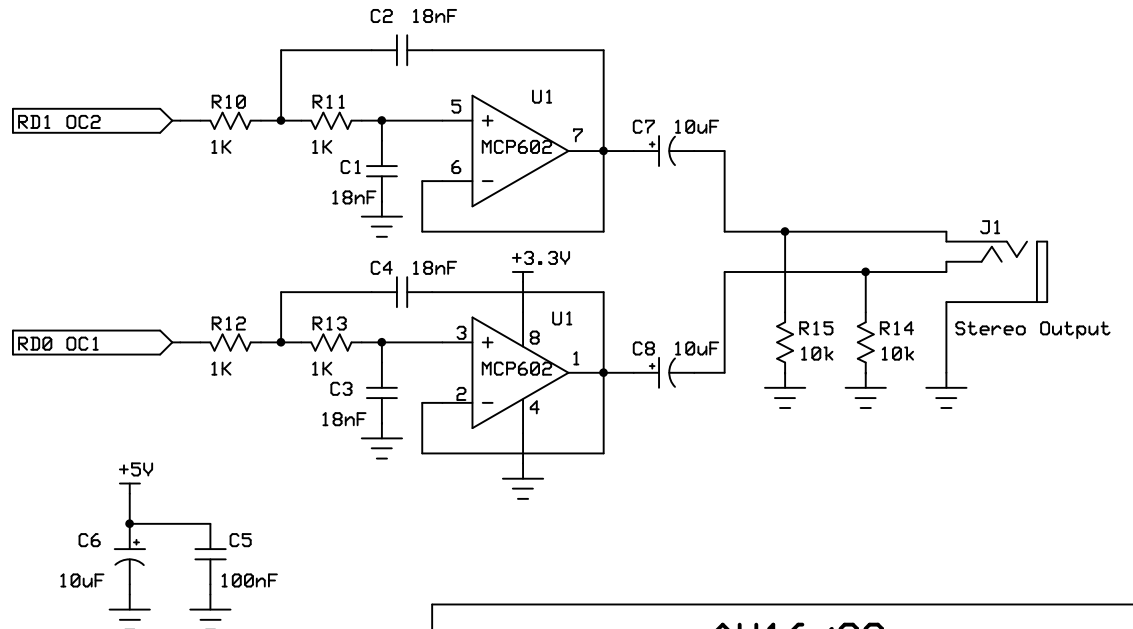 C2 18nF
RD1 OC2
R10
1K
R11
1K
C1
18nF
5
6
7
U1
MCP602
C7 10uF
+
J1
Stereo Output
C4 18nF
+3.3V
RD0 OC1
R12
1K
R13
1K
C3
18nF
3
2
8
1
4
U1
MCP602
C8 10uF
+
R15
10k
R14
10k
+5V
C6
+
10uF
C5
100nF